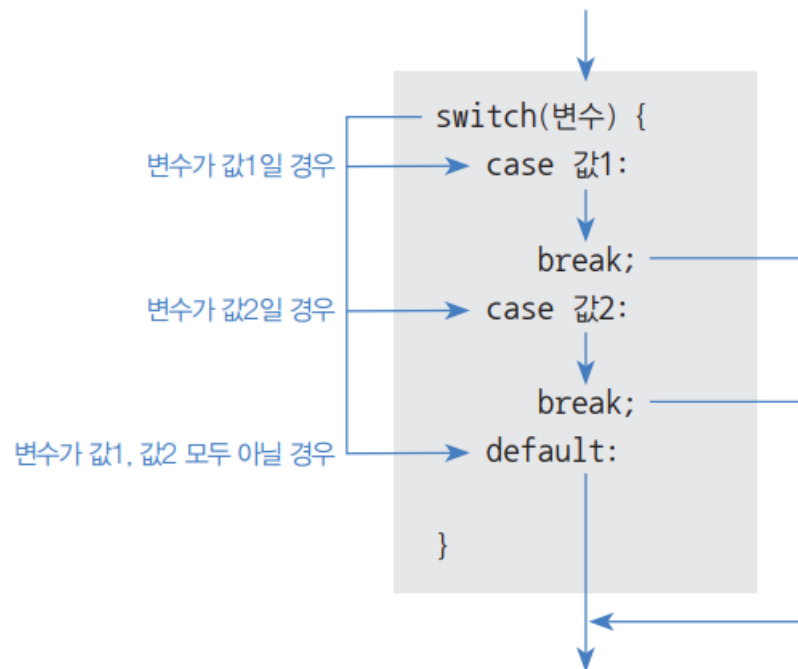 switch(변수) {
변수가 값1일 경우
case 값1:
break;
변수가 값2일 경우
case 값2:
break;
변수가 값1, 값2 모두 아닐 경우
default:
}